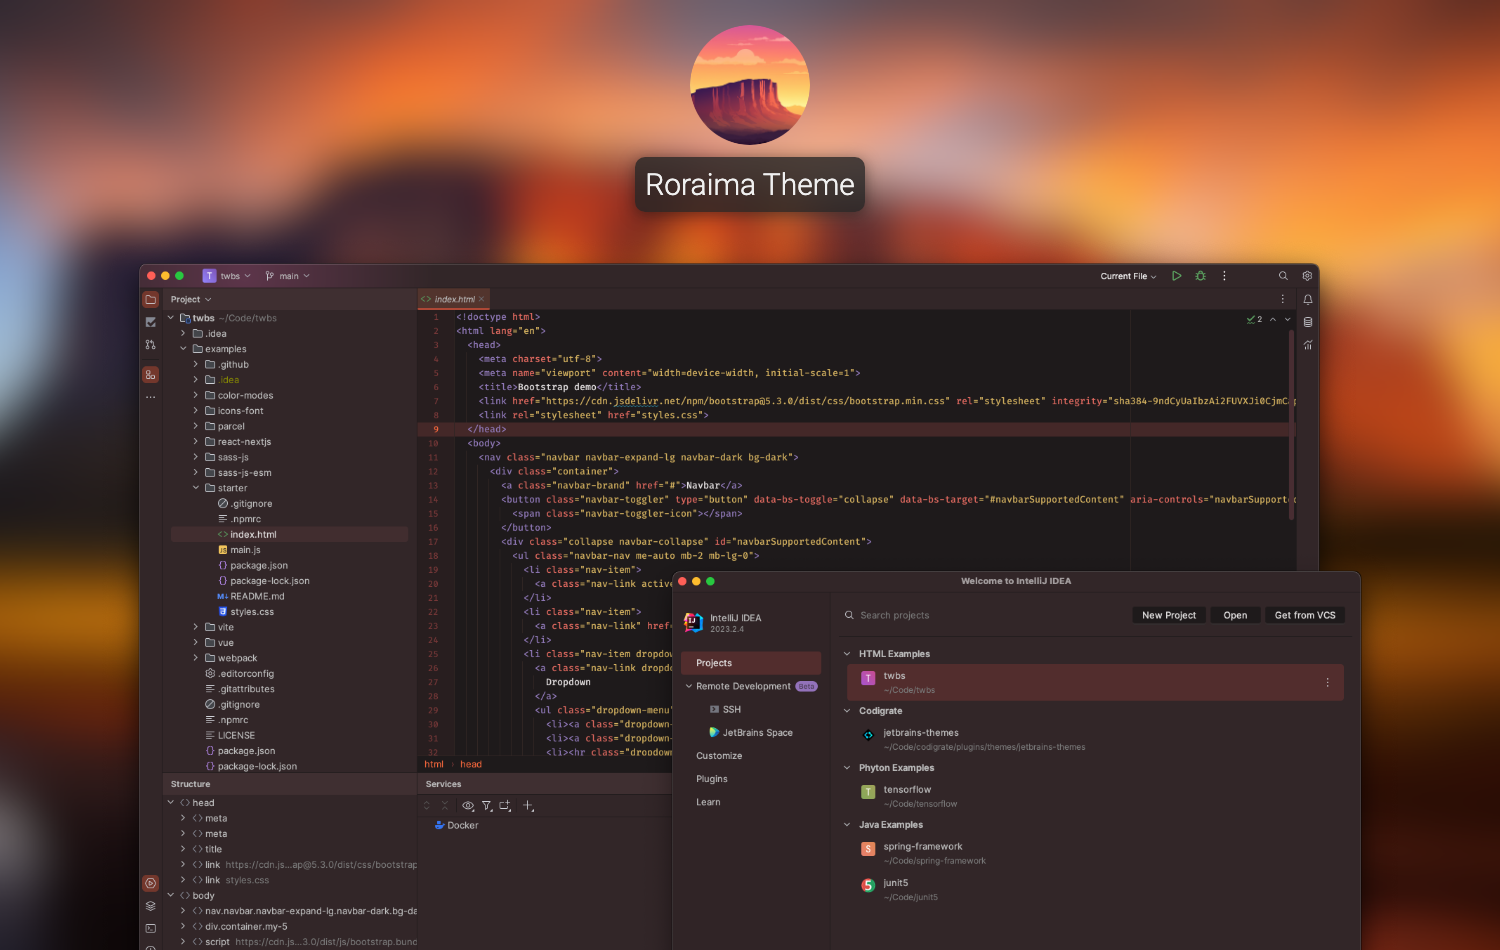 Roraima Theme
T twbs main Current File
Project
index.html
twbs ~/Code/twbs
.idea
examples
.github
.idea
color-modes
icons-font
parcel
react-nextjs
sass-js
sass-js-esm
starter
.gitignore
.npmrc
index.html
main.js
package.json
package-lock.json
README.md
styles.css
vite
vue
webpack
.editorconfig
.gitattributes
.gitignore
.npmrc
LICENSE
package.json
package-lock.json
2
1 <!doctype html>
2 <html lang="en">
3 <head>
4 <meta charset="utf-8">
5 <meta name="viewport" content="width=device-width, initial-scale=1">
6 <title>Bootstrap demo</title>
7 <link href="https://cdn.jsdelivr.net/npm/bootstrap@5.3.0/dist/css/bootstrap.min.css" rel="stylesheet" integrity="sha384-9ndCyUaIbzAi2FUVXJi0CjmC
8 <link rel="stylesheet" href="styles.css">
9 </head>
10 <body>
11 <nav class="navbar navbar-expand-lg navbar-dark bg-dark">
12 <div class="container">
13 <a class="navbar-brand" href="#">Navbar</a>
14 <button class="navbar-toggler" type="button" data-bs-toggle="collapse" data-bs-target="#navbarSupportedContent" aria-controls="navbarSupport
15 <span class="navbar-toggler-icon"></span>
16 </button>
17 <div class="collapse navbar-collapse" id="navbarSupportedContent">
18 <ul class="navbar-nav me-auto mb-2 mb-lg-0">
19 <li class="nav-item">
20 <a class="nav-link active
21 </li>
22 <li class="nav-item">
23 <a class="nav-link" href
24 </li>
25 <li class="nav-item dropdow
26 <a class="nav-link dropdo
27 Dropdown
28 </a>
29 <ul class="dropdown-menu"
30 <li><a class="dropdown-
31 <li><a class="dropdown-
32 <li><hr class="dropdown
html head
Structure
head
meta
meta
title
link https://cdn.js...ap@5.3.0/dist/css/bootstrap
link styles.css
body
nav.navbar.navbar-expand-lg.navbar-dark.bg-da
div.container.my-5
script https://cdn.js...3.0/dist/js/bootstrap.bund
Services
Docker
Welcome to IntelliJ IDEA
IntelliJ IDEA
2023.2.4
Projects
Remote Development Beta
SSH
JetBrains Space
Customize
Plugins
Learn
Search projects New Project Open Get from VCS
HTML Examples
T twbs
~/Code/twbs
Codigrate
jetbrains-themes
~/Code/codigrate/plugins/themes/jetbrains-themes
Phyton Examples
T tensorflow
~/Code/tensorflow
Java Examples
S spring-framework
~/Code/spring-framework
5 junit5
~/Code/junit5